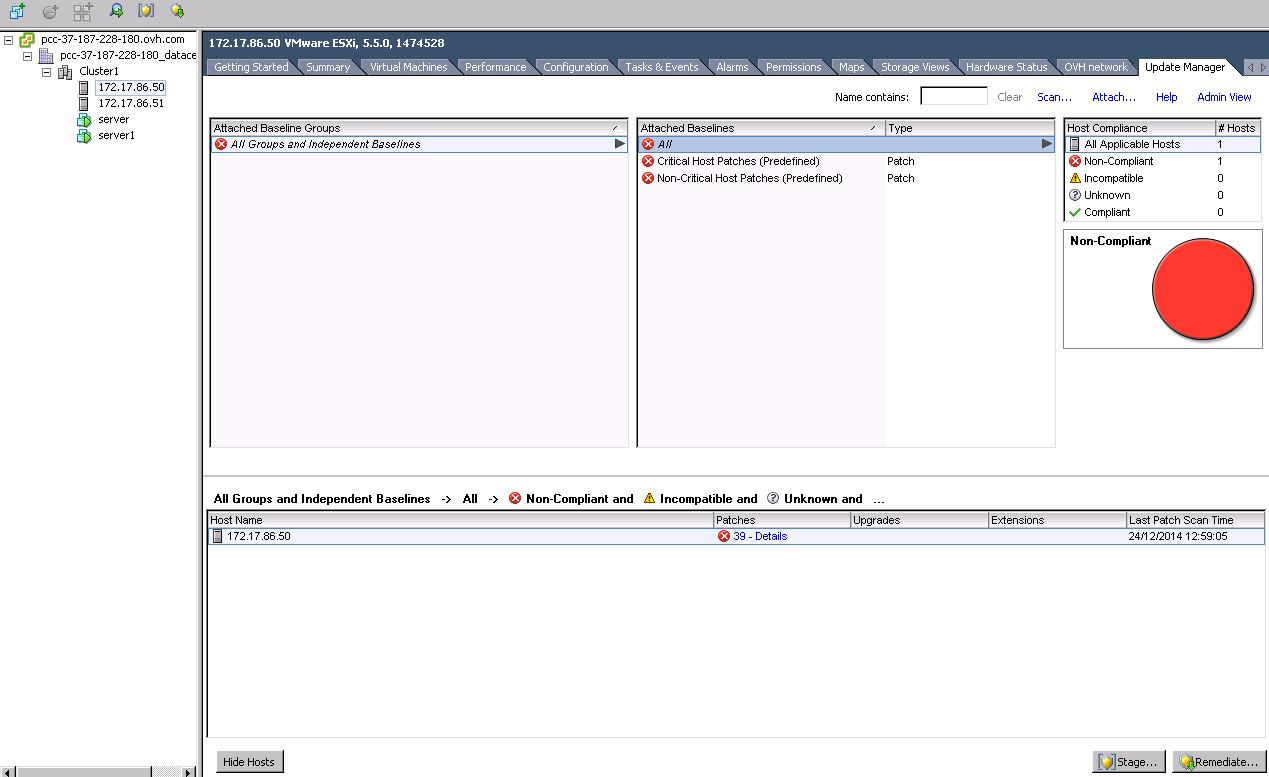 pcc-37-187-228-180.ovh.com
pcc-37-187-228-180_datace
Cluster1
172.17.86.50
172.17.86.51
server
server1
172.17.86.50 VMware ESXi, 5.5.0, 1474528
Getting Started Summary Virtual Machines Performance Configuration Tasks & Events Alarms Permissions Maps Storage Views Hardware Status OVH network Update Manager
Name contains: Clear Scan... Attach... Help Admin View
Attached Baseline Groups
All Groups and Independent Baselines
Attached Baselines Type
All
Critical Host Patches (Predefined) Patch
Non-Critical Host Patches (Predefined) Patch
Host Compliance # Hosts
All Applicable Hosts 1
Non-Compliant 1
Incompatible 0
Unknown 0
Compliant 0
Non-Compliant
All Groups and Independent Baselines -> All -> Non-Compliant and Incompatible and Unknown and ...
Host Name Patches Upgrades Extensions Last Patch Scan Time
172.17.86.50 39 - Details 24/12/2014 12:59:05
Hide Hosts Stage... Remediate...